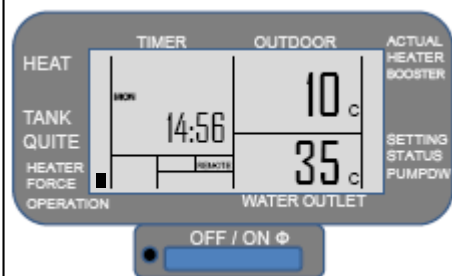 TIMER OUTDOOR ACTUAL
HEAT HEATER
BOOSTER
MON
10 C
TANK 14:56
QUITE SETTING
HEATER REMOTE 35 C STATUS
FORCE PUMPDW
OPERATION WATER OUTLET
OFF / ON Φ